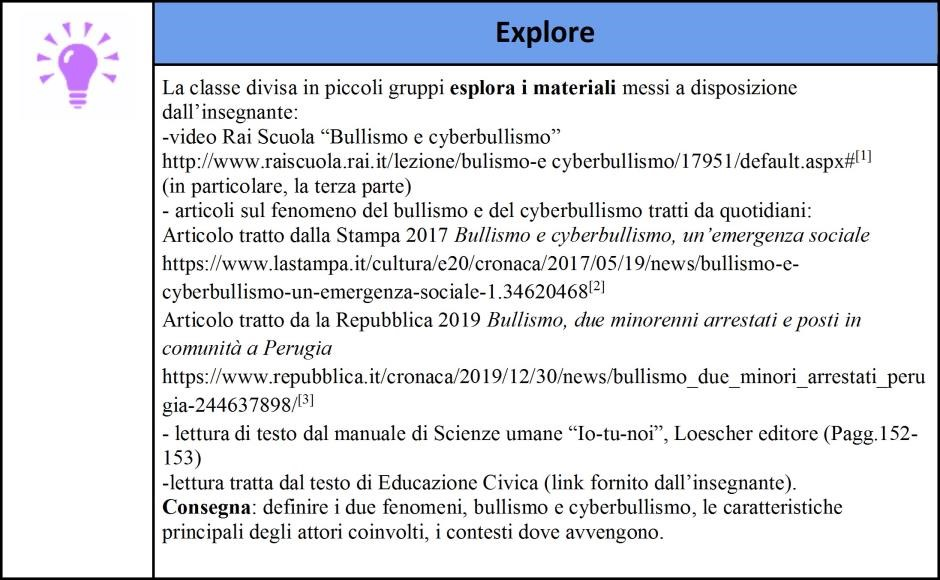 Explore
La classe divisa in piccoli gruppi esplora i materiali messi a disposizione
dall’insegnante:
-video Rai Scuola “Bullismo e cyberbullismo”
http://www.raiscuola.rai.it/lezione/bulismo-e cyberbullismo/17951/default.aspx#[1]
(in particolare, la terza parte)
- articoli sul fenomeno del bullismo e del cyberbullismo tratti da quotidiani:
Articolo tratto dalla Stampa 2017 Bullismo e cyberbullismo, un’emergenza sociale
https://www.lastampa.it/cultura/e20/cronaca/2017/05/19/news/bullismo-e-
cyberbullismo-un-emergenza-sociale-1.34620468[2]
Articolo tratto da la Repubblica 2019 Bullismo, due minorenni arrestati e posti in
comunità a Perugia
https://www.repubblica.it/cronaca/2019/12/30/news/bullismo_due_minori_arrestati_peru
gia-244637898/[3]
- lettura di testo dal manuale di Scienze umane “Io-tu-noi”, Loescher editore (Pagg.152-
153)
-lettura tratta dal testo di Educazione Civica (link fornito dall’insegnante).
Consegna: definire i due fenomeni, bullismo e cyberbullismo, le caratteristiche
principali degli attori coinvolti, i contesti dove avvengono.